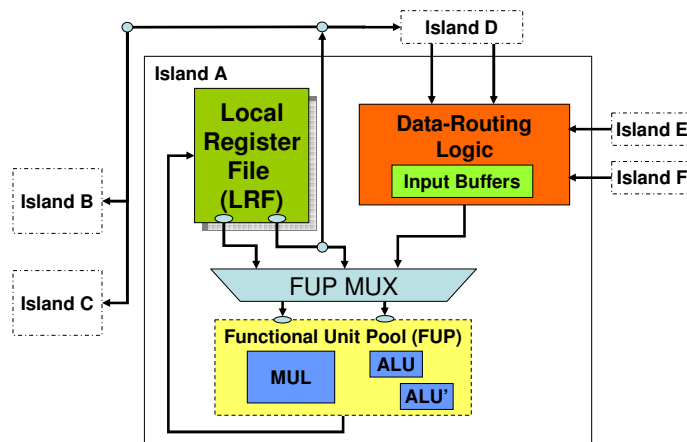 Island D
Island A
Local
Register
File
(LRF)
Data-Routing
Logic
Input Buffers
Island E
Island F
Island B
Island C
FUP MUX
Functional Unit Pool (FUP)
MUL
ALU
ALU'